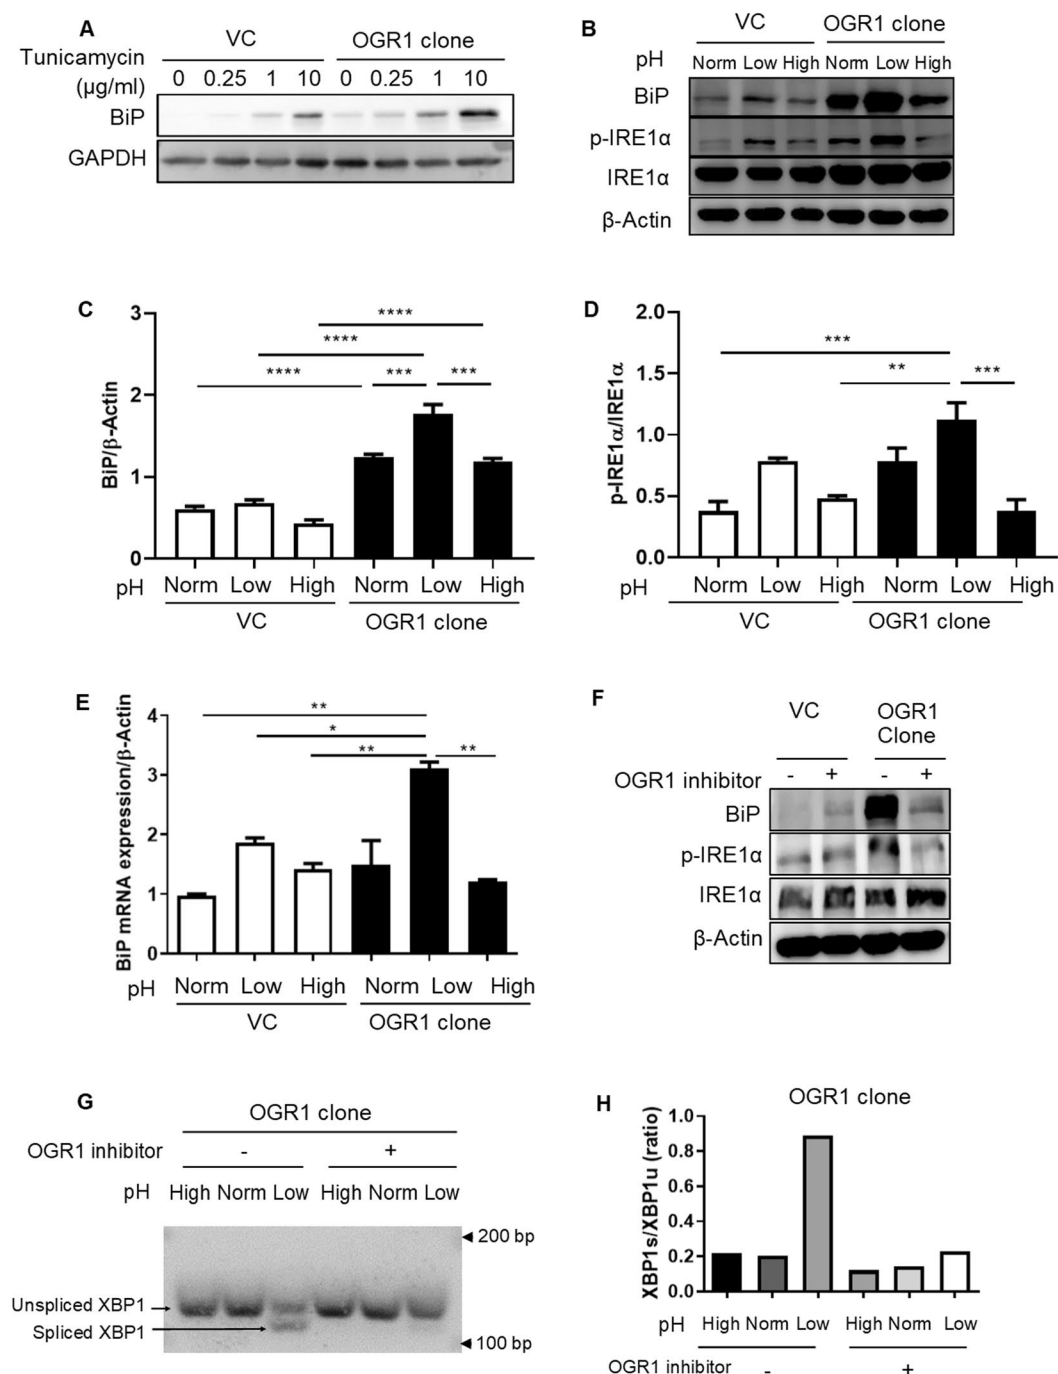 A
VC OGR1 clone
Tunicamycin
(µg/ml) 0 0.25 1 10 0 0.25 1 10
BiP
GAPDH
B
VC OGR1 clone
pH Norm Low High Norm Low High
BiP
p-IRE1α
IRE1α
β-Actin
C
BiP/β-Actin
3
2
1
0
****
****
**** *** ***
pH Norm Low High Norm Low High
VC OGR1 clone
D
p-IRE1α/IRE1α
2.0
1.5
1.0
0.5
0.0
***
** ***
pH Norm Low High Norm Low High
VC OGR1 clone
E
BiP mRNA expression/β-Actin
4
3
2
1
0
**
*
** **
pH Norm Low High Norm Low High
VC OGR1 clone
F
VC OGR1
Clone
OGR1 inhibitor - + - +
BiP
p-IRE1α
IRE1α
β-Actin
G
OGR1 clone
OGR1 inhibitor - +
pH High Norm Low High Norm Low
200 bp
Unspliced XBP1
Spliced XBP1
100 bp
H
OGR1 clone
XBP1s/XBP1u (ratio)
1.0
0.8
0.6
0.4
0.2
0.0
pH High Norm Low High Norm Low
OGR1 inhibitor - +